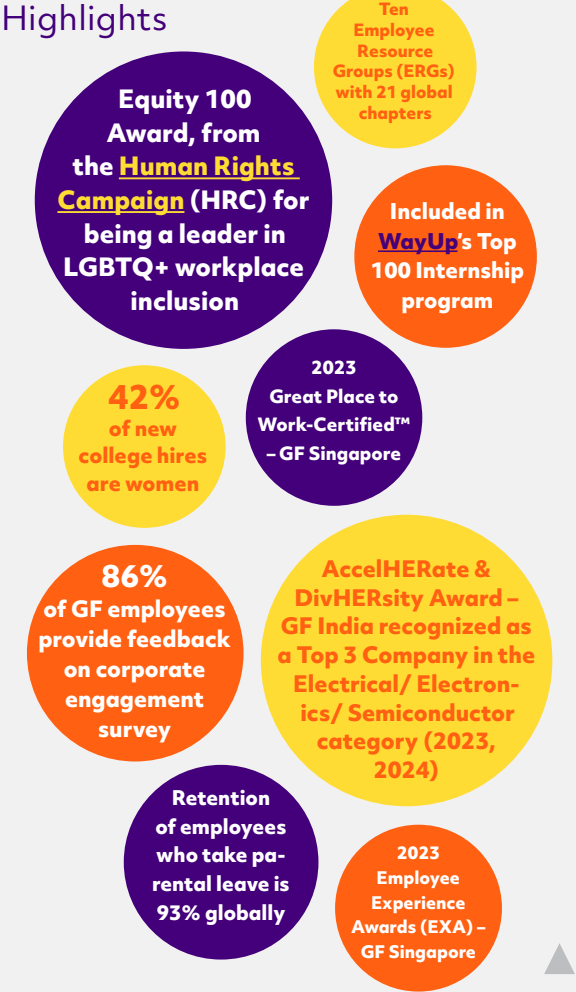 Highlights
Ten
Employee
Resource
Groups (ERGs)
with 21 global
chapters
Equity 100
Award, from
the Human Rights
Campaign (HRC) for
being a leader in
LGBTQ+ workplace
inclusion
Included in
WayUp's Top
100 Internship
program
2023
Great Place to
Work-Certified™
– GF Singapore
42%
of new
college hires
are women
86%
of GF employees
provide feedback
on corporate
engagement
survey
AccelHERate &
DivHERsity Award –
GF India recognized as
a Top 3 Company in the
Electrical/ Electron-
ics/ Semiconductor
category (2023,
2024)
Retention
of employees
who take pa-
rental leave is
93% globally
2023
Employee
Experience
Awards (EXA) –
GF Singapore